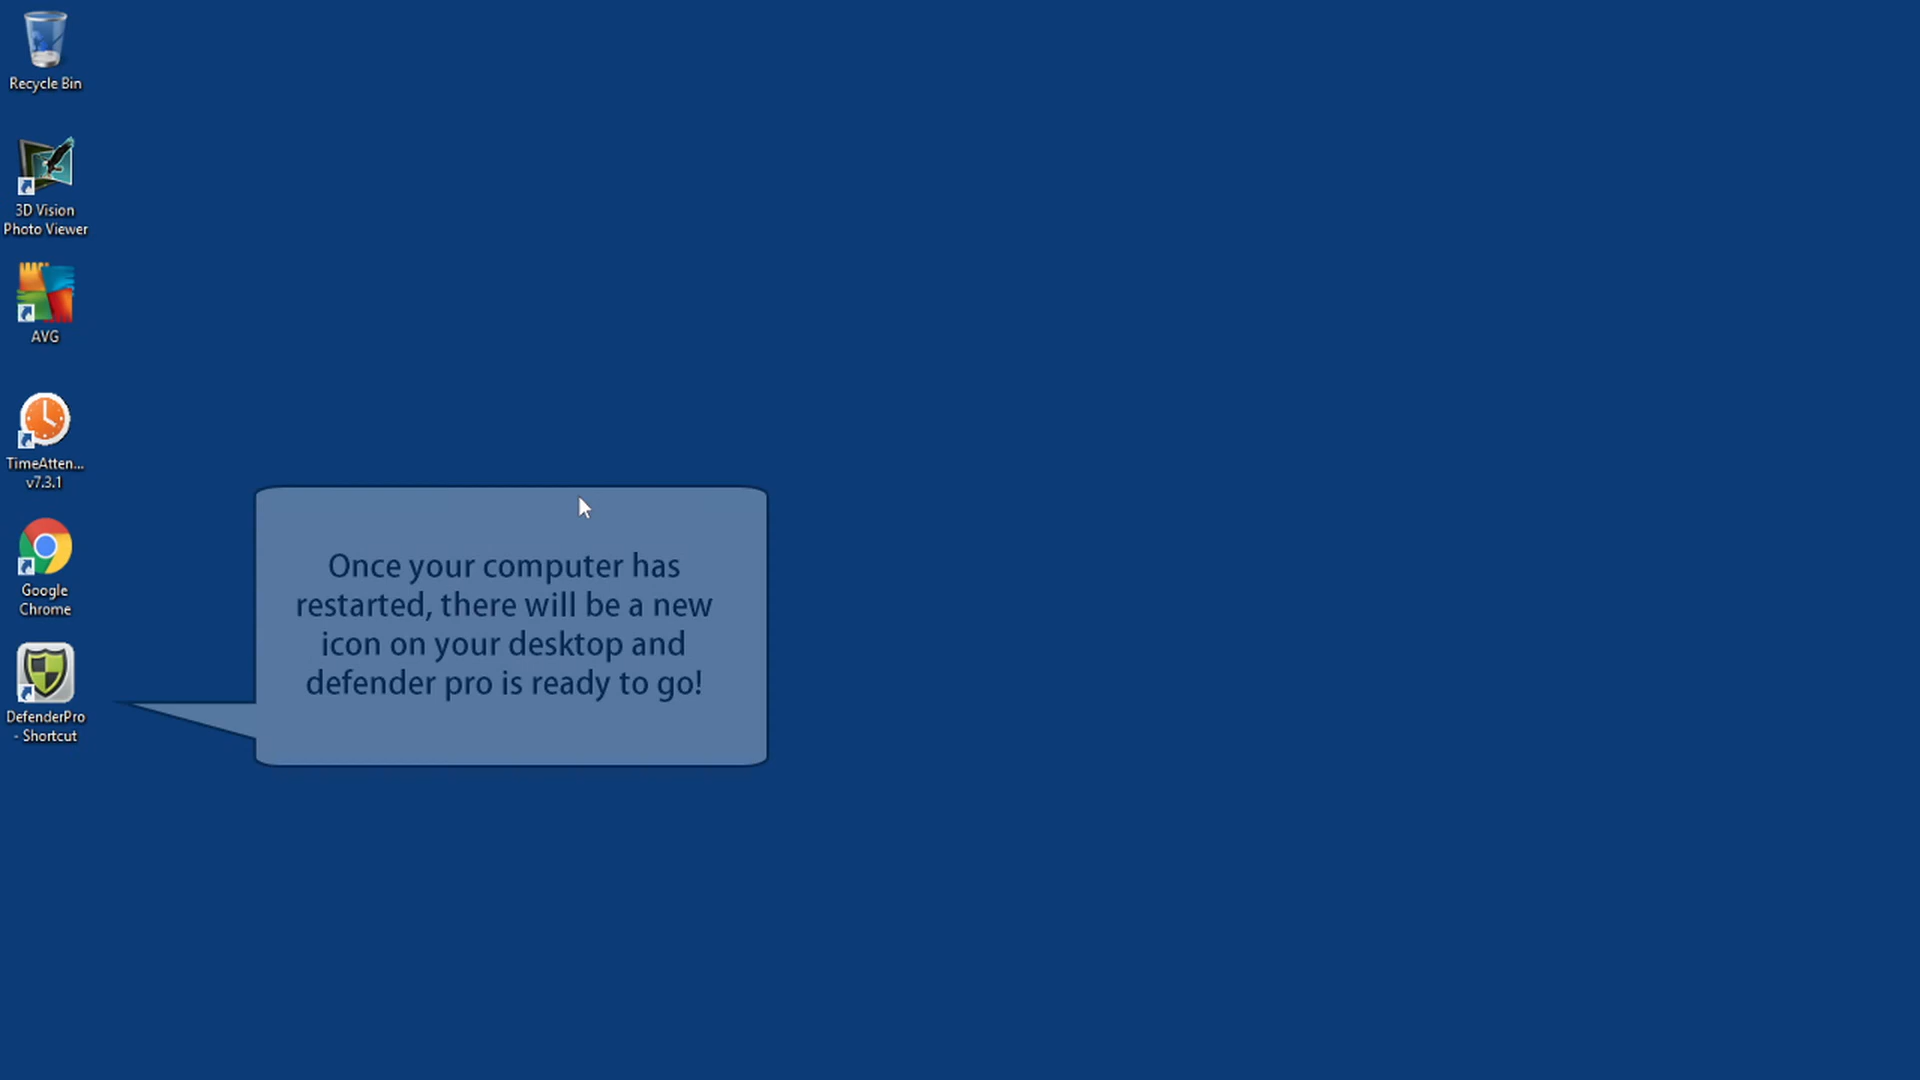 Recycle Bin
3D Vision
Photo Viewer
AVG
TimeAtten...
v7.3.1
Google
Chrome
DefenderPro
- Shortcut
Once your computer has
restarted, there will be a new
icon on your desktop and
defender pro is ready to go!